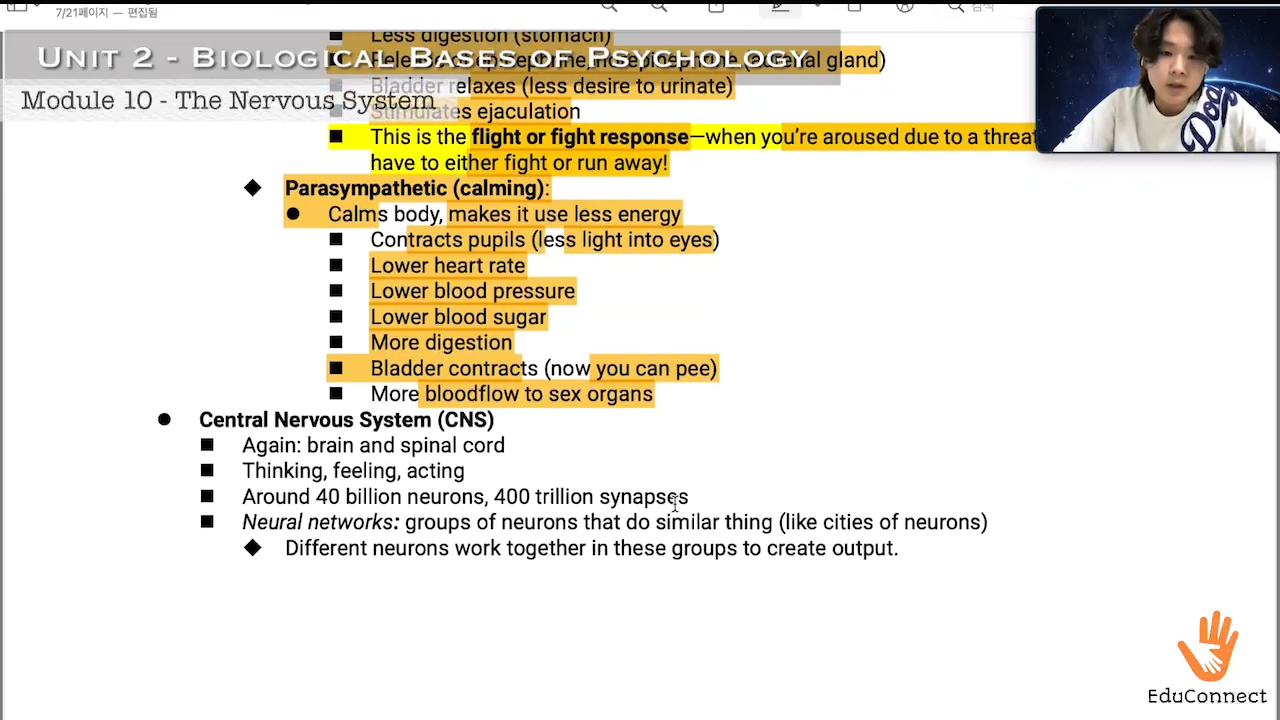 7/21페이지 — 편집됨
검색
Less digestion (stomach)
UNIT 2 - BIOLOGICAL BASES OF PSYCHOLOGY
gland)
Bladder relaxes (less desire to urinate)
Module 10 - The Nervous System
Stimulates ejaculation
This is the flight or fight response—when you're aroused due to a threat
have to either fight or run away!
Parasympathetic (calming):
Calms body, makes it use less energy
Contracts pupils (less light into eyes)
Lower heart rate
Lower blood pressure
Lower blood sugar
More digestion
Bladder contracts (now you can pee)
More bloodflow to sex organs
Central Nervous System (CNS)
Again: brain and spinal cord
Thinking, feeling, acting
Around 40 billion neurons, 400 trillion synapses
Neural networks: groups of neurons that do similar thing (like cities of neurons)
Different neurons work together in these groups to create output.
EduConnect